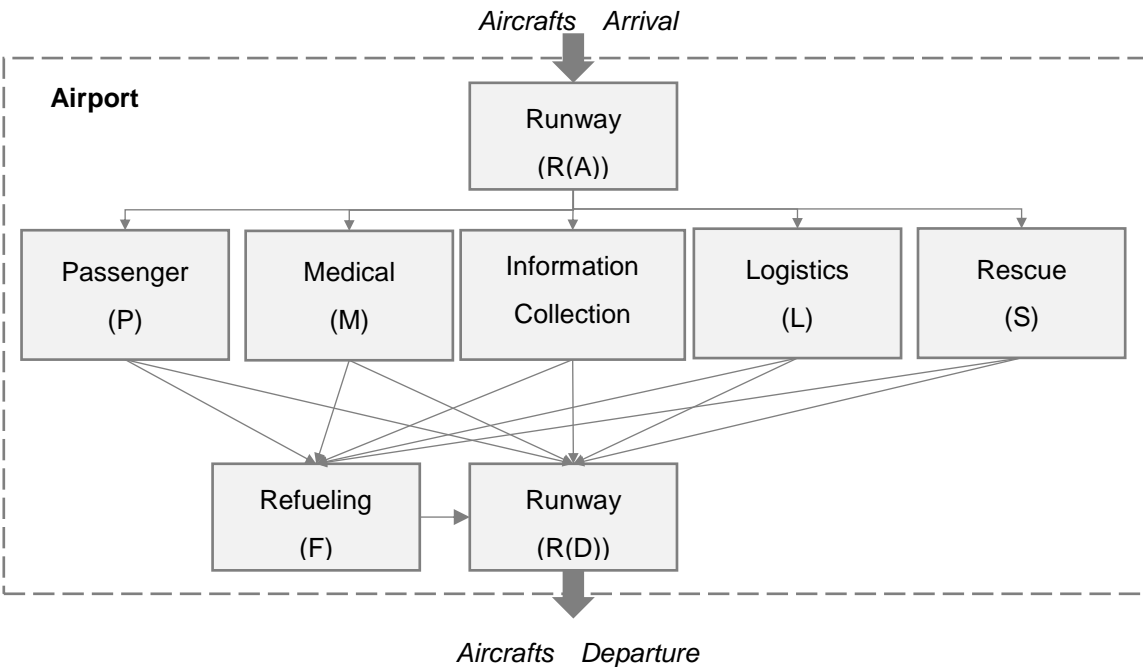 Aircrafts Arrival
Airport
Runway
(R(A))
Passenger
(P)
Medical
(M)
Information
Collection
Logistics
(L)
Rescue
(S)
Refueling
(F)
Runway
(R(D))
Aircrafts Departure